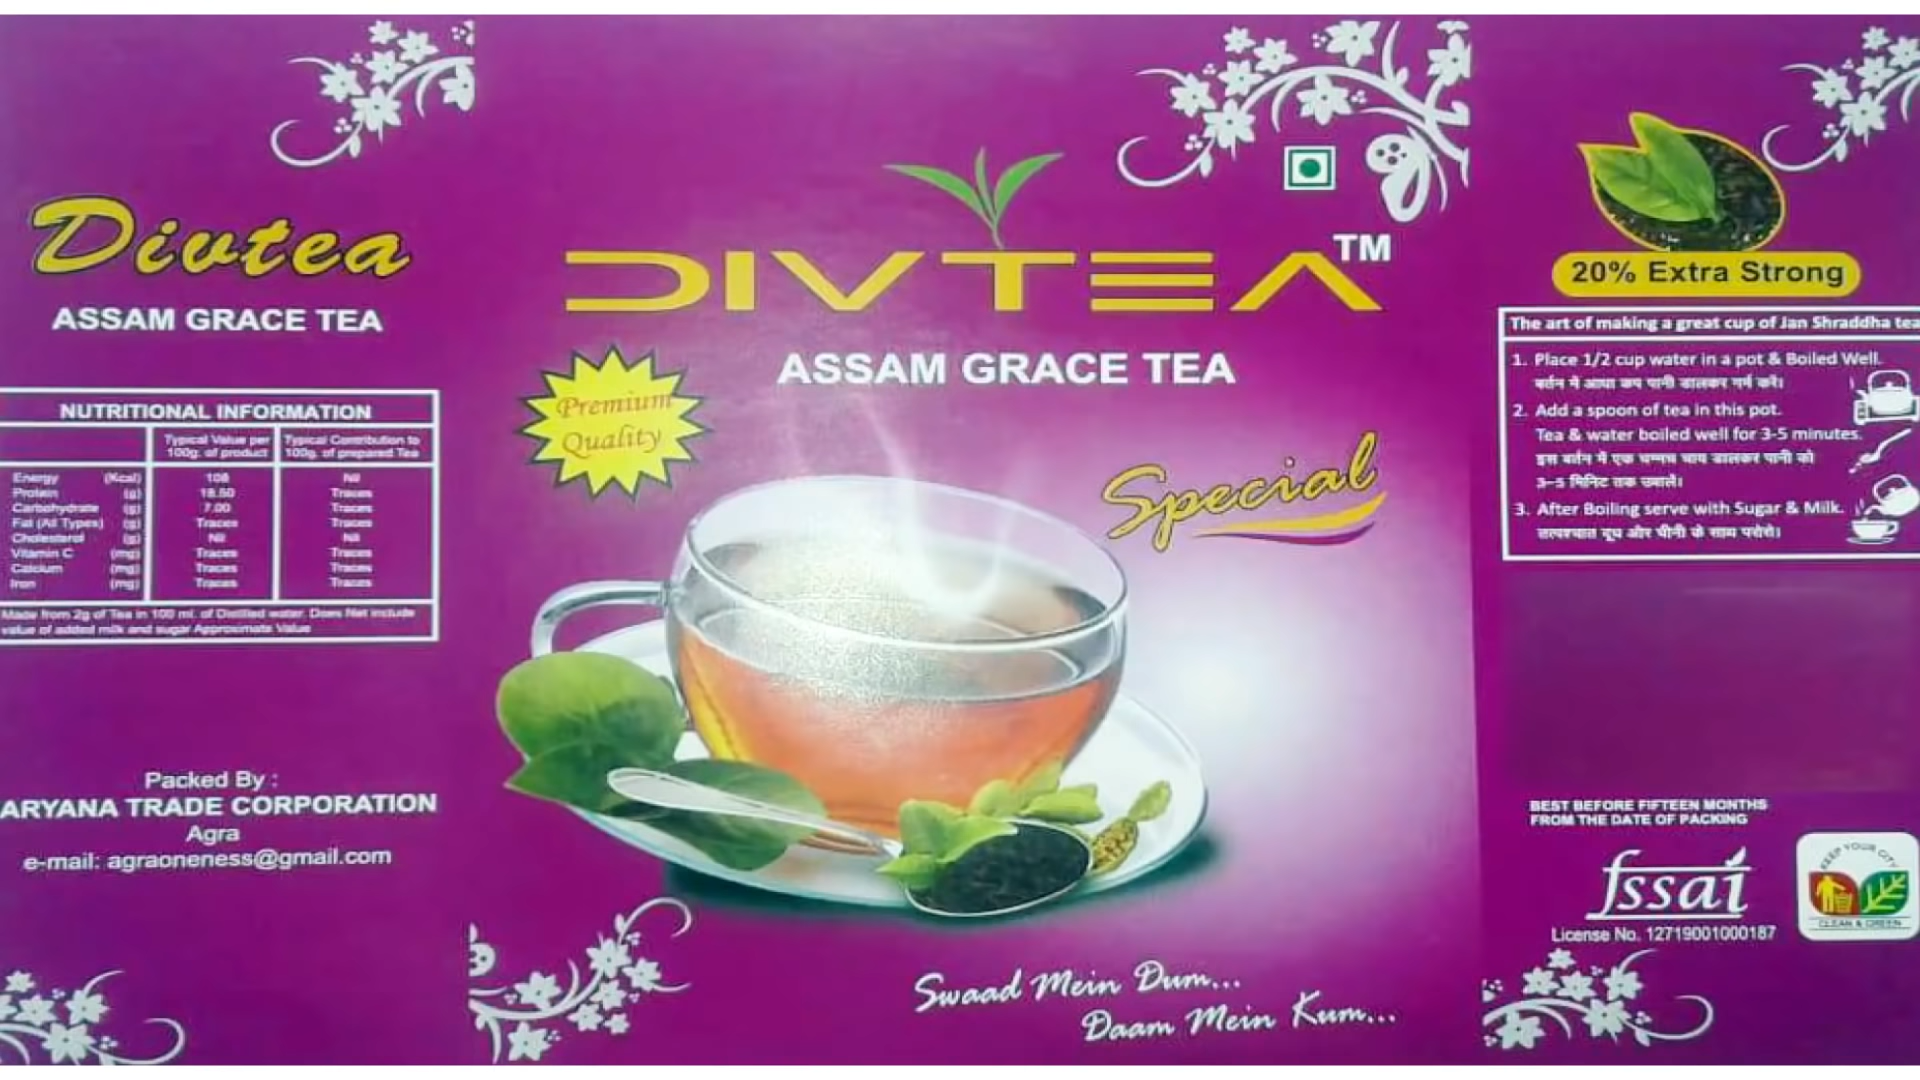 Divtea
ASSAM GRACE TEA
NUTRITIONAL INFORMATION
Typical Value per Typical Contribution to
100g. of product 100g. of prepared Tea
Energy (Kcal) 108 Nil
Protein (g) 18.50 Traces
Carbohydrate (g) 7.00 Traces
Fat (All Types) (g) Traces Traces
Cholesterol (g) Nil Nil
Vitamin C (mg) Traces Traces
Calcium (mg) Traces Traces
Iron (mg) Traces Traces
Made from 2g of Tea in 100 ml. of Distilled water. Does Net include
value of added milk and sugar Approximate Value
Packed By :
ARYANA TRADE CORPORATION
Agra
e-mail: agraoneness@gmail.com
DIVTEA TM
ASSAM GRACE TEA
Premium
Quality
Special
Swaad Mein Dum...
Daam Mein Kum...
20% Extra Strong
The art of making a great cup of Jan Shraddha tea
1. Place 1/2 cup water in a pot & Boiled Well.
बर्तन में आधा कप पानी डालकर गर्म करें।
2. Add a spoon of tea in this pot.
Tea & water boiled well for 3-5 minutes.
इस बर्तन में एक चम्मच चाय डालकर पानी को
3-5 मिनिट तक उबालें।
3. After Boiling serve with Sugar & Milk.
तत्पश्चात दूध और चीनी के साथ परोसे।
BEST BEFORE FIFTEEN MONTHS
FROM THE DATE OF PACKING
fssai
License No. 12719001000187
KEEP YOUR CITY
CLEAN & GREEN